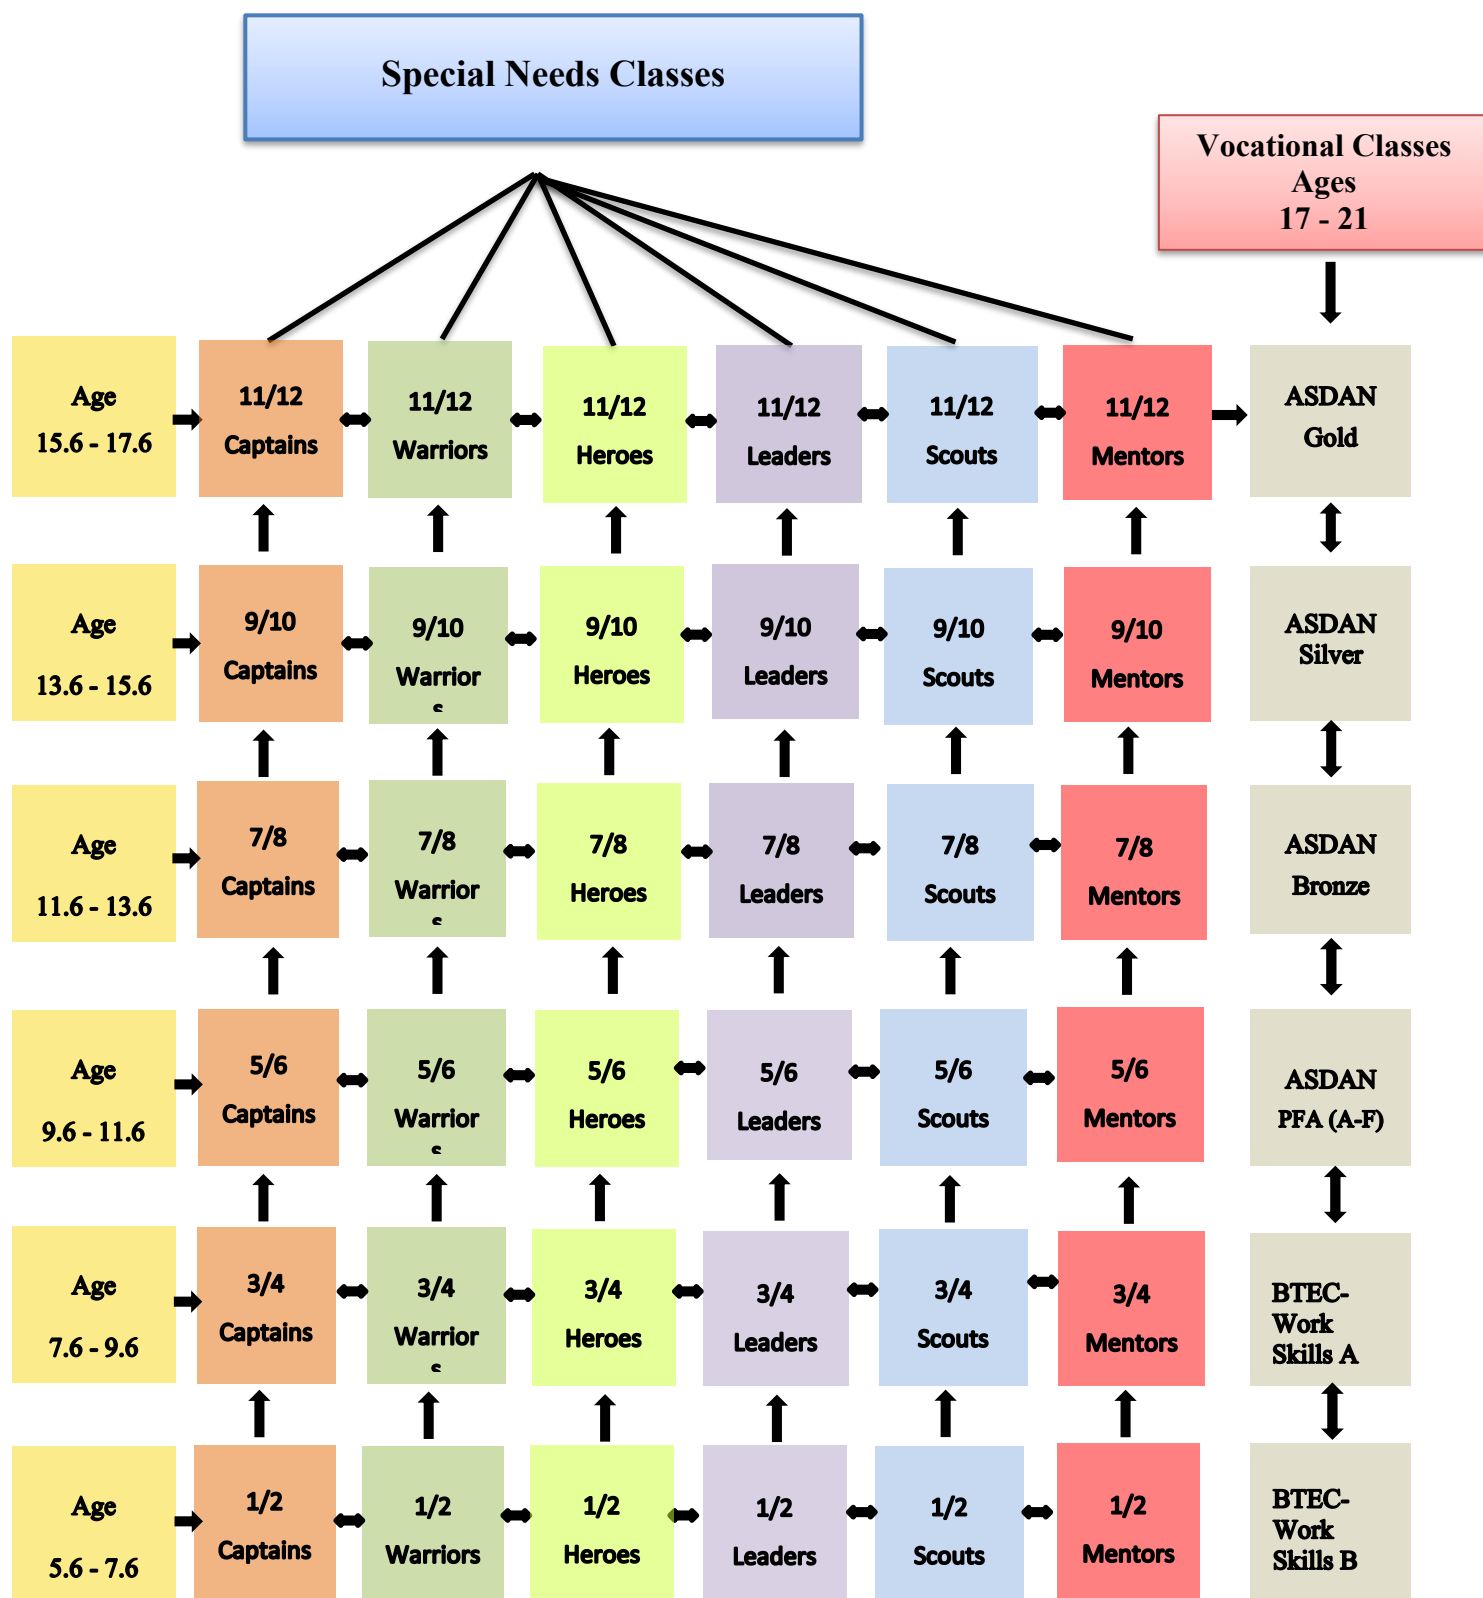 Special Needs Classes
Vocational Classes
Ages
17 - 21
Age
15.6 - 17.6
11/12
Captains
11/12
Warriors
11/12
Heroes
11/12
Leaders
11/12
Scouts
11/12
Mentors
ASDAN
Gold
Age
13.6 - 15.6
9/10
Captains
9/10
Warrior
s
9/10
Heroes
9/10
Leaders
9/10
Scouts
9/10
Mentors
ASDAN
Silver
Age
11.6 - 13.6
7/8
Captains
7/8
Warrior
s
7/8
Heroes
7/8
Leaders
7/8
Scouts
7/8
Mentors
ASDAN
Bronze
Age
9.6 - 11.6
5/6
Captains
5/6
Warrior
s
5/6
Heroes
5/6
Leaders
5/6
Scouts
5/6
Mentors
ASDAN
PFA (A-F)
Age
7.6 - 9.6
3/4
Captains
3/4
Warrior
s
3/4
Heroes
3/4
Leaders
3/4
Scouts
3/4
Mentors
BTEC-
Work
Skills A
Age
5.6 - 7.6
1/2
Captains
1/2
Warriors
1/2
Heroes
1/2
Leaders
1/2
Scouts
1/2
Mentors
BTEC-
Work
Skills B